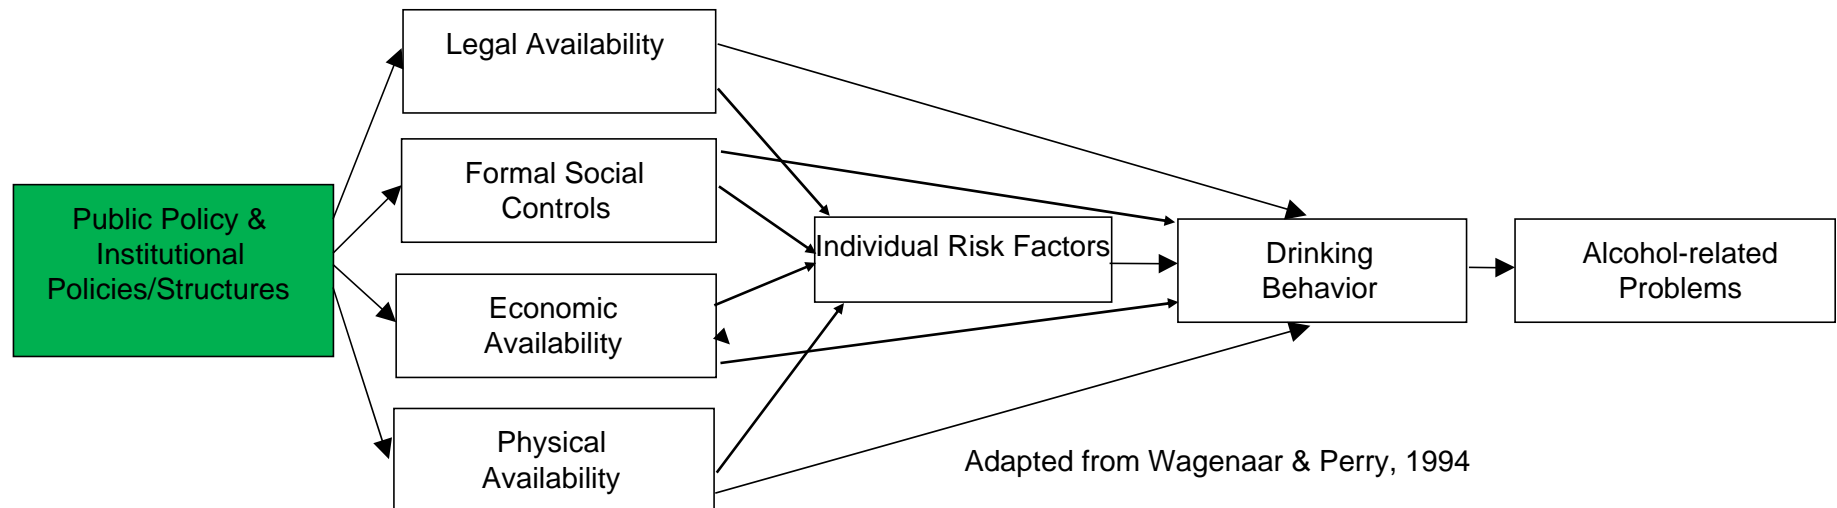 Legal Availability
Formal Social
Controls
Public Policy &
Institutional
Policies/Structures
Individual Risk Factors
Drinking
Behavior
Alcohol-related
Problems
Economic
Availability
Physical
Availability
Adapted from Wagenaar & Perry, 1994